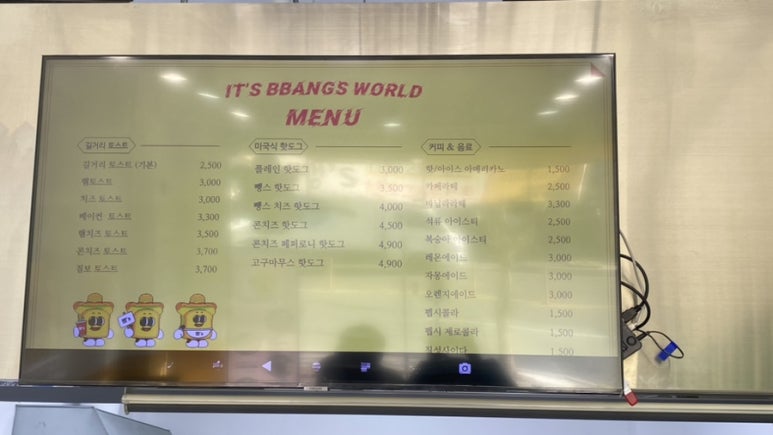 IT'S BBANGS WORLD
MENU
길거리 토스트
길거리 토스트 (기본) 2,500
햄토스트 3,000
치즈 토스트 3,000
베이컨 토스트 3,300
햄치즈 토스트 3,500
콘치즈 토스트 3,700
점보 토스트 3,700
미국식 핫도그
플레인 핫도그 3,000
뺑스 핫도그 3,500
뺑스 치즈 핫도그 4,000
콘치즈 핫도그 4,500
콘치즈 페퍼로니 핫도그 4,900
고구마무스 핫도그 4,900
커피 & 음료
핫/아이스 아메리카노 1,500
카페라떼 2,500
바닐라라떼 3,300
석류 아이스티 2,500
복숭아 아이스티 2,500
레몬에이드 3,000
자몽에이드 3,000
오렌지에이드 3,000
펩시콜라 1,500
펩시 제로콜라 1,500
칠성사이다 1,500